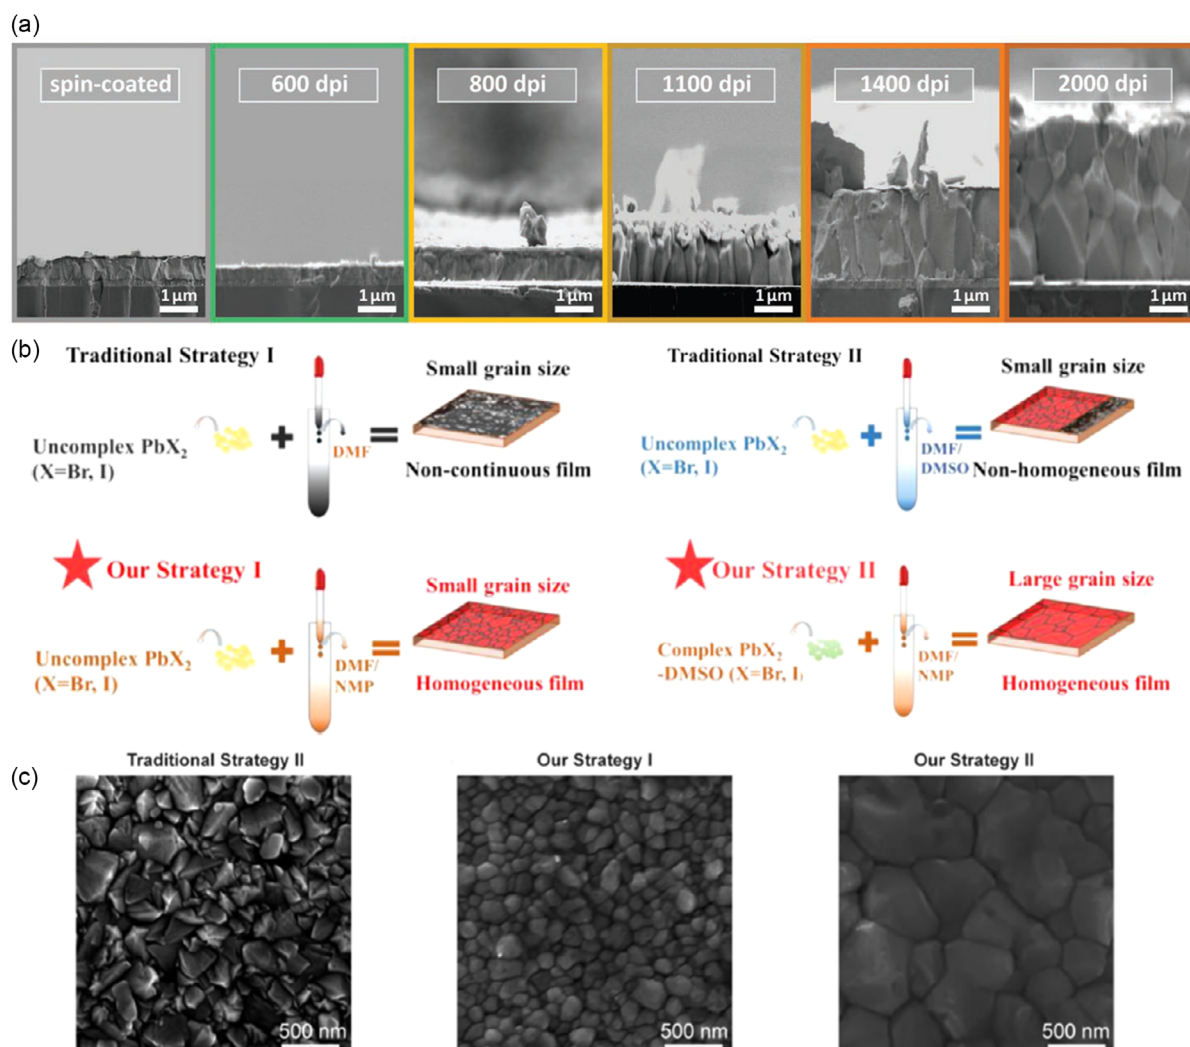 (a)
spin-coated
600 dpi
800 dpi
1100 dpi
1400 dpi
2000 dpi
1 µm
1 µm
1 µm
1 µm
1 µm
1 µm
(b)
Traditional Strategy I
Small grain size
Uncomplex PbX₂
(X=Br, I)
+
DMF
=
Non-continuous film
Traditional Strategy II
Small grain size
Uncomplex PbX₂
(X=Br, I)
+
DMF/
DMSO
=
Non-homogeneous film
Our Strategy I
Small grain size
Uncomplex PbX₂
(X=Br, I)
+
DMF/
NMP
=
Homogeneous film
Our Strategy II
Large grain size
Complex PbX₂
-DMSO (X=Br, I)
+
DMF/
NMP
=
Homogeneous film
(c)
Traditional Strategy II
Our Strategy I
Our Strategy II
500 nm
500 nm
500 nm